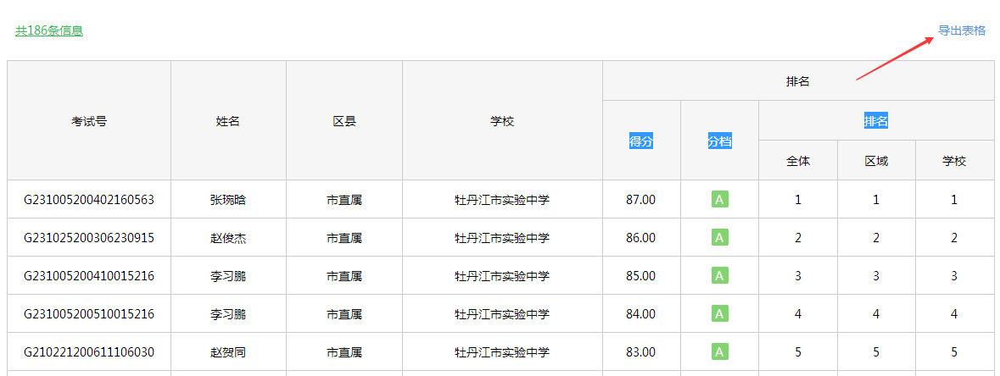 共186条信息
导出表格
考试号 姓名 区县 学校 排名
得分 分档 排名
全体 区域 学校
G231005200402160563 张琬晗 市直属 牡丹江市实验中学 87.00 A 1 1 1
G231025200306230915 赵俊杰 市直属 牡丹江市实验中学 86.00 A 2 2 2
G231005200410015216 李习鹏 市直属 牡丹江市实验中学 85.00 A 3 3 3
G231005200510015216 李习鹏 市直属 牡丹江市实验中学 84.00 A 4 4 4
G210221200611106030 赵贺同 市直属 牡丹江市实验中学 83.00 A 5 5 5